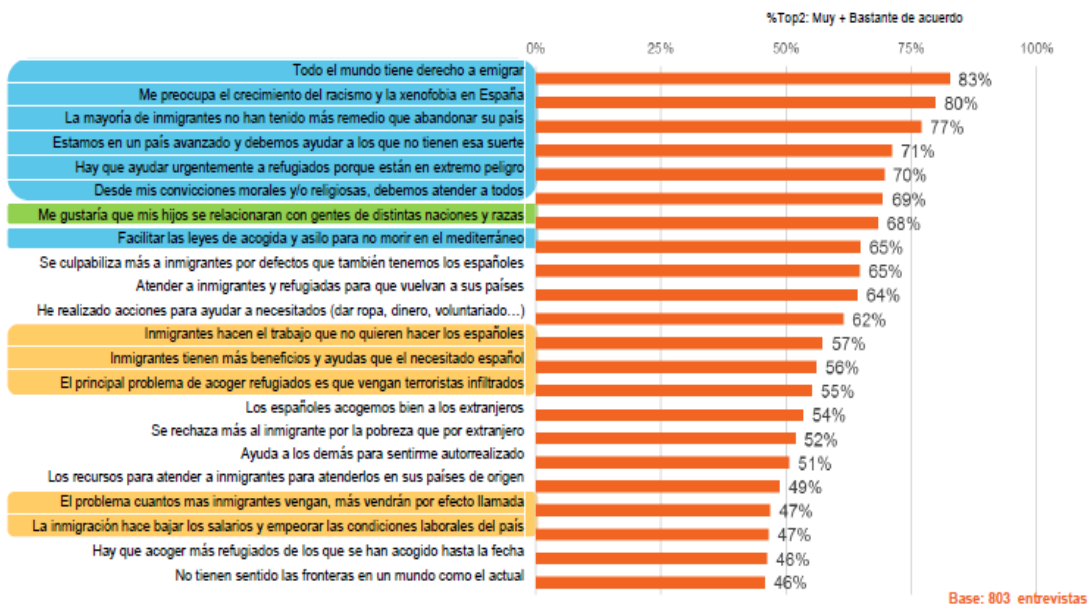 %Top2: Muy + Bastante de acuerdo
0% 25% 50% 75% 100%
Todo el mundo tiene derecho a emigrar 83%
Me preocupa el crecimiento del racismo y la xenofobia en España 80%
La mayoría de inmigrantes no han tenido más remedio que abandonar su país 77%
Estamos en un país avanzado y debemos ayudar a los que no tienen esa suerte 71%
Hay que ayudar urgentemente a refugiados porque están en extremo peligro 70%
Desde mis convicciones morales y/o religiosas, debemos atender a todos 69%
Me gustaría que mis hijos se relacionaran con gentes de distintas naciones y razas 68%
Facilitar las leyes de acogida y asilo para no morir en el mediterráneo 65%
Se culpabiliza más a inmigrantes por defectos que también tenemos los españoles 65%
Atender a inmigrantes y refugiadas para que vuelvan a sus países 64%
He realizado acciones para ayudar a necesitados (dar ropa, dinero, voluntariado…) 62%
Inmigrantes hacen el trabajo que no quieren hacer los españoles 57%
Inmigrantes tienen más beneficios y ayudas que el necesitado español 56%
El principal problema de acoger refugiados es que vengan terroristas infiltrados 55%
Los españoles acogemos bien a los extranjeros 54%
Se rechaza más al inmigrante por la pobreza que por extranjero 52%
Ayuda a los demás para sentirme autorrealizado 51%
Los recursos para atender a inmigrantes para atenderlos en sus países de origen 49%
El problema cuantos mas inmigrantes vengan, más vendrán por efecto llamada 47%
La inmigración hace bajar los salarios y empeorar las condiciones laborales del país 47%
Hay que acoger más refugiados de los que se han acogido hasta la fecha 46%
No tienen sentido las fronteras en un mundo como el actual 46%
Base: 803 entrevistas